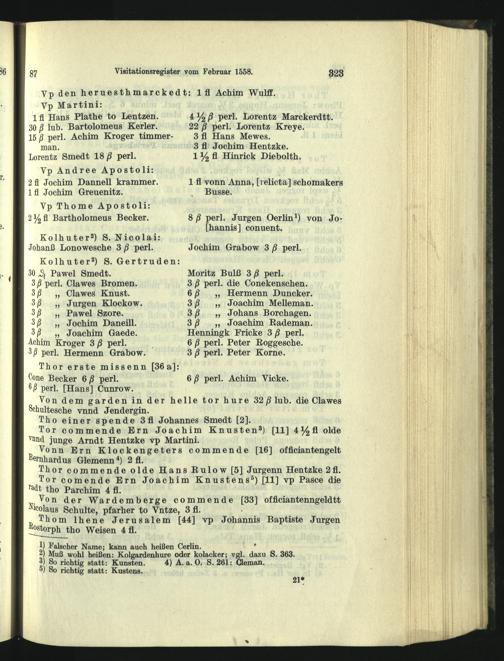 87 Visitationsregister vom Februar 1558. 323
Vp den heruesthmarckedt: 1 fl Achim Wulff.
Vp Martini:
1 fl Hans Plathe to Lentzen.
30 β lub. Bartolomeus Kerler.
15 β perl. Achim Kroger timmer-
man.
Lorentz Smedt 18 β perl.
4 ½ β perl. Lorentz Marckerdtt.
22 β perl. Lorentz Kreye.
3 fl Hans Mewes.
3 fl Jochim Hentzke.
1 ½ fl Hinrick Diebolth.
Vp Andree Apostoli:
2 fl Jochim Dannell krammer.
1 fl Jochim Greuenitz.
1 fl vonn Anna, [relicta] schomakers
Busse.
Vp Thome Apostoli:
2 ½ fl Bartholomeus Becker.
8 β perl. Jurgen Oerlin¹) von Jo-
[hannis] conuent.
Kolhuter²) S. Nicolai:
Johanß Lonowesche 3 β perl.
Jochim Grabow 3 β perl.
Kolhuter²) S. Gertruden:
30 ₰ Pawel Smedt.
3 β perl. Clawes Bromen.
3 β „ Clawes Knust.
3 β „ Jurgen Klockow.
3 β „ Pawel Szore.
3 β „ Jochim Daneill.
3 β „ Joachim Gaede.
Achim Kroger 3 β perl.
3 β perl. Hermenn Grabow.
Moritz Bulß 3 β perl.
3 β perl. die Conekenschen.
6 β „ Hermenn Duncker.
3 β „ Joachim Melleman.
3 β „ Johans Borchagen.
3 β „ Joachim Rademan.
Henningk Fricke 3 β perl.
6 β perl. Peter Roggesche.
3 β perl. Peter Korne.
Thor erste missenn [36 a]:
Cone Becker 6 β perl.
6 β perl. [Hans] Cunrow.
6 β perl. Achim Vicke.
Von dem garden in der helle tor hure 32 β lub. die Clawes
Schultesche vnnd Jendergin.
Tho einer spende 3 fl Johannes Smedt [2].
Tor commende Ern Joachim Knusten³) [11] 4 ½ fl olde
vand junge Arndt Hentzke vp Martini.
Vonn Ern Klockengeters commende [16] officiantengelt
Bernhardus Glemenn⁴) 2 fl.
Thor commende olde Hans Rulow [5] Jurgenn Hentzke 2 fl.
Tor comende Ern Joachim Knustens⁵) [11] vp Pasce die
radt tho Parchim 4 fl.
Von der Wardemberge commende [33] officiantenngeldtt
Nicolaus Schulte, pfarher to Vntze, 3 fl.
Thom Ihene Jerusalem [44] vp Johannis Baptiste Jurgen
Rostorph tho Weisen 4 fl.
1) Falscher Name; kann auch heißen Cerlin.
2) Muß wohl heißen: Kolgardenhure oder kolacker; vgl. dazu S. 363.
3) So richtig statt: Kunsten. 4) A. a. O. S. 261: Cleman.
5) So richtig statt: Kustens.
21*